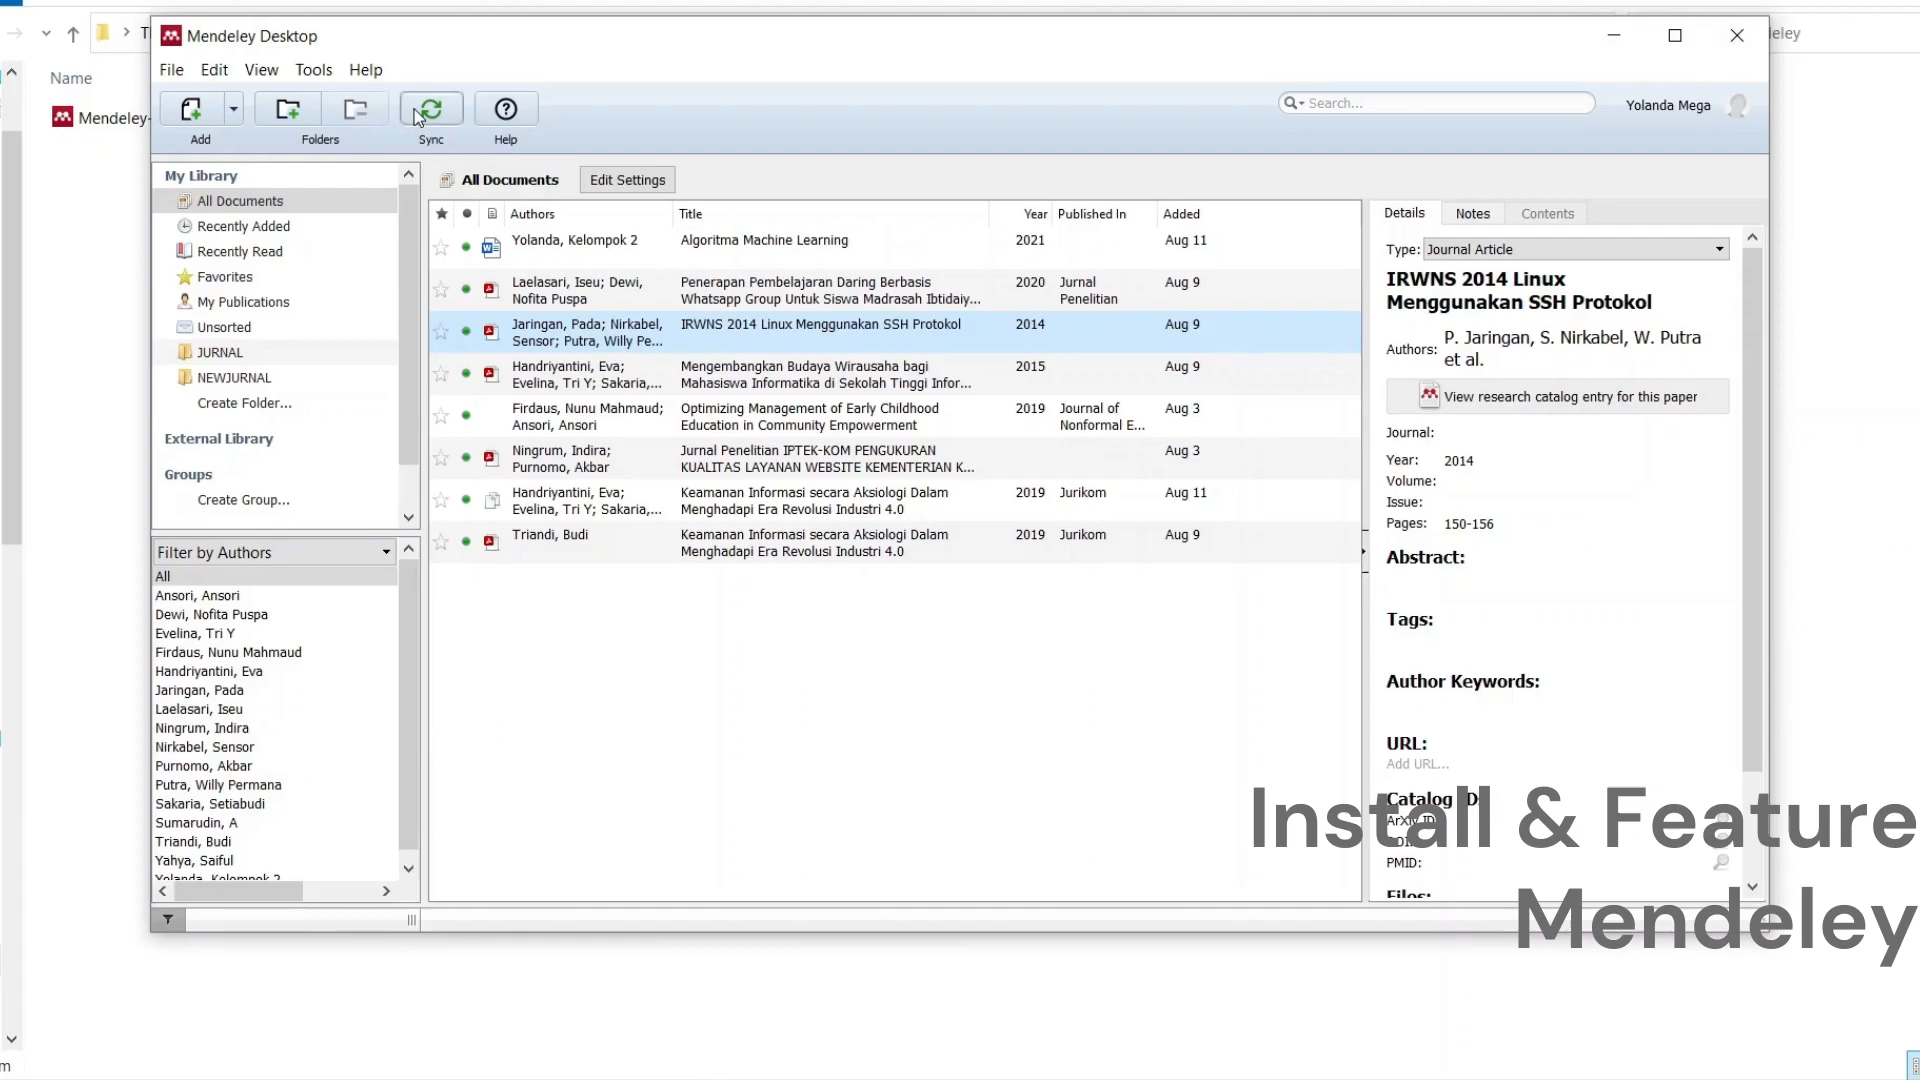 eley
Name
Mendeley-
Mendeley Desktop
File Edit View Tools Help
Search...
Yolanda Mega
Add Folders Sync Help
My Library
All Documents
Recently Added
Recently Read
Favorites
My Publications
Unsorted
JURNAL
NEWJURNAL
Create Folder...
External Library
Groups
Create Group...
Filter by Authors
All
Ansori, Ansori
Dewi, Nofita Puspa
Evelina, Tri Y
Firdaus, Nunu Mahmaud
Handriyantini, Eva
Jaringan, Pada
Laelasari, Iseu
Ningrum, Indira
Nirkabel, Sensor
Purnomo, Akbar
Putra, Willy Permana
Sakaria, Setiabudi
Sumarudin, A
Triandi, Budi
Yahya, Saiful
Yolanda, Kelompok 2
All Documents Edit Settings
Authors Title Year Published In Added
Yolanda, Kelompok 2 Algoritma Machine Learning 2021 Aug 11
Laelasari, Iseu; Dewi, Penerapan Pembelajaran Daring Berbasis 2020 Jurnal Aug 9
Nofita Puspa Whatsapp Group Untuk Siswa Madrasah Ibtidaiy... Penelitian
Jaringan, Pada; Nirkabel, IRWNS 2014 Linux Menggunakan SSH Protokol 2014 Aug 9
Sensor; Putra, Willy Pe...
Handriyantini, Eva; Mengembangkan Budaya Wirausaha bagi 2015 Aug 9
Evelina, Tri Y; Sakaria,... Mahasiswa Informatika di Sekolah Tinggi Infor...
Firdaus, Nunu Mahmaud; Optimizing Management of Early Childhood 2019 Journal of Aug 3
Ansori, Ansori Education in Community Empowerment Nonformal E...
Ningrum, Indira; Jurnal Penelitian IPTEK-KOM PENGUKURAN Aug 3
Purnomo, Akbar KUALITAS LAYANAN WEBSITE KEMENTERIAN K...
Handriyantini, Eva; Keamanan Informasi secara Aksiologi Dalam 2019 Jurikom Aug 11
Evelina, Tri Y; Sakaria,... Menghadapi Era Revolusi Industri 4.0
Triandi, Budi Keamanan Informasi secara Aksiologi Dalam 2019 Jurikom Aug 9
Menghadapi Era Revolusi Industri 4.0
Details Notes Contents
Type: Journal Article
IRWNS 2014 Linux
Menggunakan SSH Protokol
Authors: P. Jaringan, S. Nirkabel, W. Putra
et al.
View research catalog entry for this paper
Journal:
Year: 2014
Volume:
Issue:
Pages: 150-156
Abstract:
Tags:
Author Keywords:
URL:
Add URL...
Catalog IDs
ArXiv ID:
PMID:
Files:
Install & Feature
Mendeley